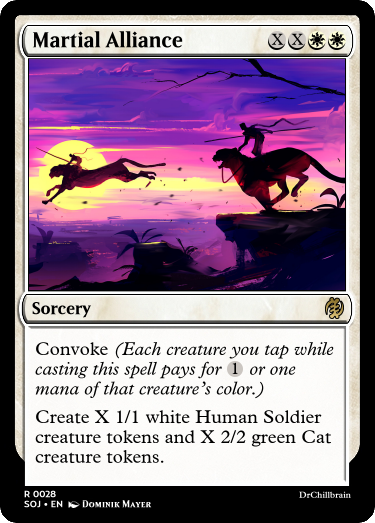 Martial Alliance XX
Sorcery
Convoke (Each creature you tap while
casting this spell pays for 1 or one
mana of that creature's color.)
Create X 1/1 white Human Soldier
creature tokens and X 2/2 green Cat
creature tokens.
R 0028
SOJ • EN Dominik Mayer
DrChillbrain